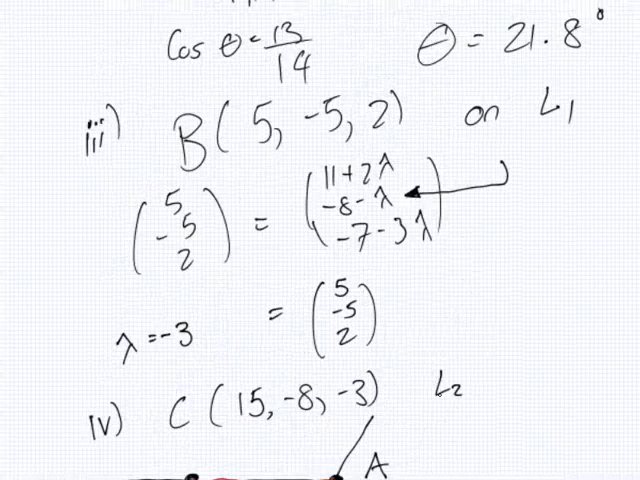 Cos θ = 13/14 θ = 21.8°
iii) B(5, -5, 2) on L1
(5 -5 2) = (11+2λ -8-λ -7-3λ)
λ = -3 = (5 -5 2)
iv) C (15, -8, -3) L2
A